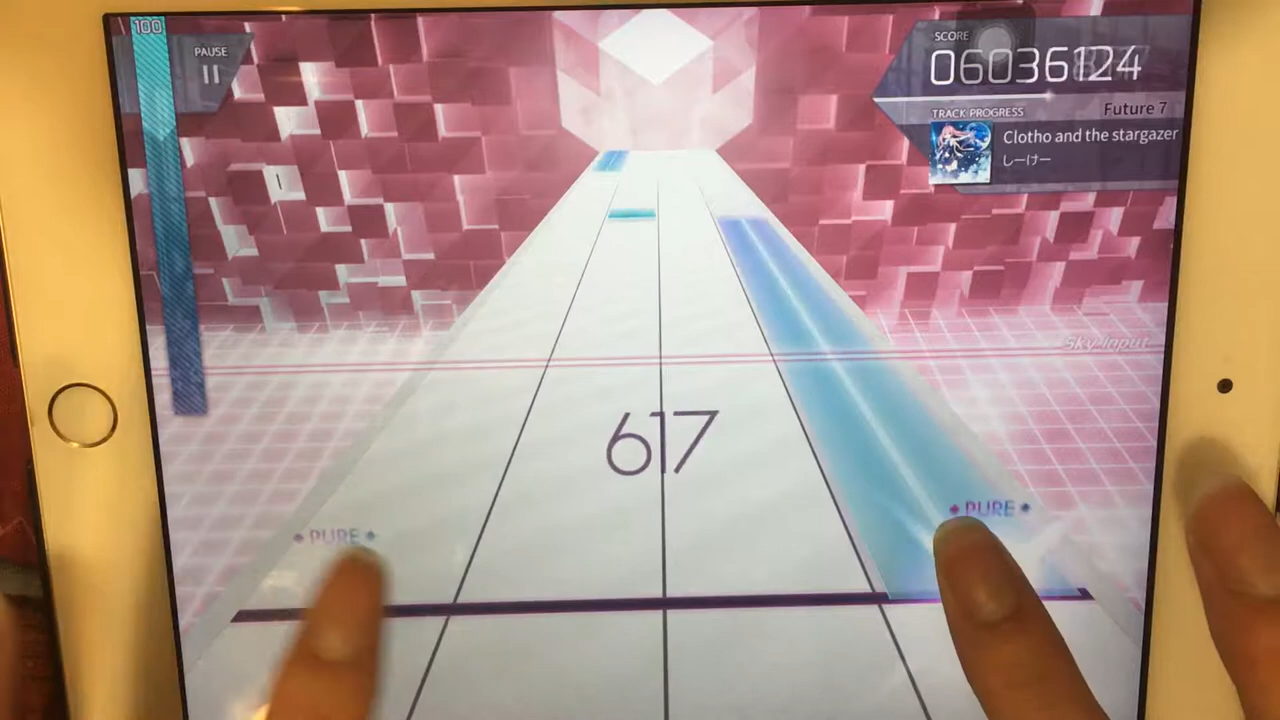 100
PAUSE
SCORE
06036124
TRACK PROGRESS
Future 7
Clotho and the stargazer
しーけー
Sky Input
617
PURE
PURE